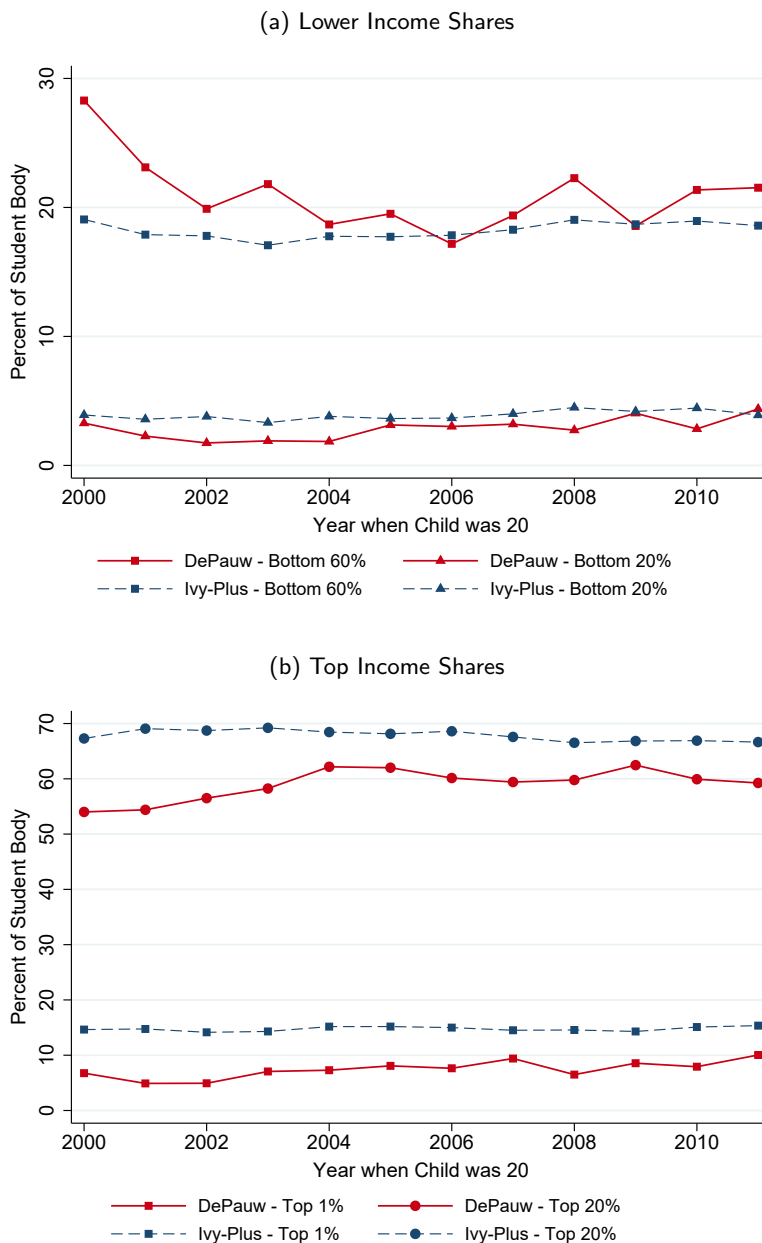 (a) Lower Income Shares
30
20
10
0
Percent of Student Body
2000 2002 2004 2006 2008 2010
Year when Child was 20
DePauw - Bottom 60% DePauw - Bottom 20%
Ivy-Plus - Bottom 60% Ivy-Plus - Bottom 20%
(b) Top Income Shares
70
60
50
40
30
20
10
0
Percent of Student Body
2000 2002 2004 2006 2008 2010
Year when Child was 20
DePauw - Top 1% DePauw - Top 20%
Ivy-Plus - Top 1% Ivy-Plus - Top 20%